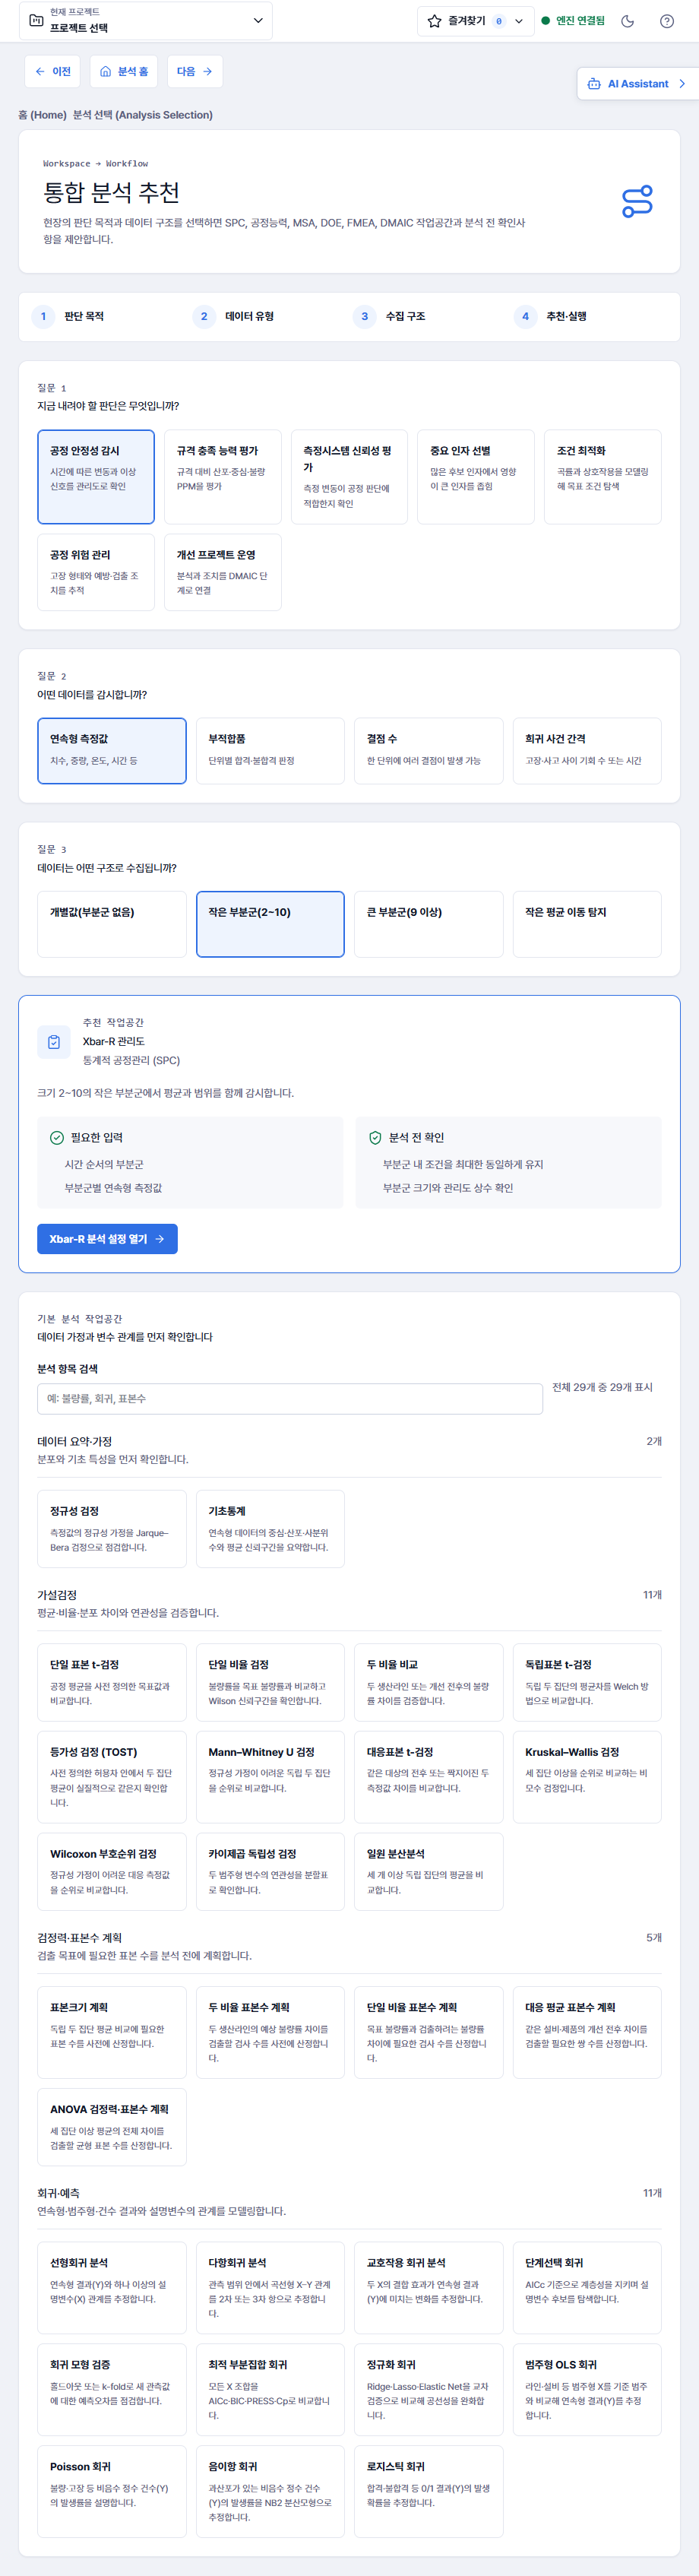 현재 프로젝트
프로젝트 선택
즐겨찾기 0
엔진 연결됨
이전
분석 홈
다음
AI Assistant
홈 (Home) 분석 선택 (Analysis Selection)
Workspace → Workflow
통합 분석 추천
현장의 판단 목적과 데이터 구조를 선택하면 SPC, 공정능력, MSA, DOE, FMEA, DMAIC 작업공간과 분석 전 확인사
항을 제안합니다.
1 판단 목적
2 데이터 유형
3 수집 구조
4 추천·실행
질문 1
지금 내려야 할 판단은 무엇입니까?
공정 안정성 감시
시간에 따른 변동과 이상
신호를 관리도로 확인
규격 충족 능력 평가
규격 대비 산포·중심·불량
PPM을 평가
측정시스템 신뢰성 평
가
측정 변동이 공정 판단에
적합한지 확인
중요 인자 선별
많은 후보 인자에서 영향
이 큰 인자를 좁힘
조건 최적화
곡률과 상호작용을 모델링
해 목표 조건 탐색
공정 위험 관리
고장 형태와 예방·검출 조
치를 추적
개선 프로젝트 운영
분석과 조치를 DMAIC 단
계로 연결
질문 2
어떤 데이터를 감시합니까?
연속형 측정값
치수, 중량, 온도, 시간 등
부적합품
단위별 합격·불합격 판정
결점 수
한 단위에 여러 결점이 발생 가능
희귀 사건 간격
고장·사고 사이 기회 수 또는 시간
질문 3
데이터는 어떤 구조로 수집됩니까?
개별값(부분군 없음)
작은 부분군(2~10)
큰 부분군(9 이상)
작은 평균 이동 탐지
추천 작업공간
Xbar-R 관리도
통계적 공정관리 (SPC)
크기 2~10의 작은 부분군에서 평균과 범위를 함께 감시합니다.
필요한 입력
시간 순서의 부분군
부분군별 연속형 측정값
분석 전 확인
부분군 내 조건을 최대한 동일하게 유지
부분군 크기와 관리도 상수 확인
Xbar-R 분석 설정 열기 →
기본 분석 작업공간
데이터 가정과 변수 관계를 먼저 확인합니다
분석 항목 검색
예: 불량률, 회귀, 표본수
전체 29개 중 29개 표시
데이터 요약·가정
2개
분포와 기초 특성을 먼저 확인합니다.
정규성 검정
측정값의 정규성 가정을 Jarque–
Bera 검정으로 점검합니다.
기초통계
연속형 데이터의 중심·산포·사분위
수와 평균 신뢰구간을 요약합니다.
가설검정
11개
평균·비율·분포 차이와 연관성을 검증합니다.
단일 표본 t-검정
공정 평균을 사전 정의한 목표값과
비교합니다.
단일 비율 검정
불량률을 목표 불량률과 비교하고
Wilson 신뢰구간을 확인합니다.
두 비율 비교
두 생산라인 또는 개선 전후의 불량
률 차이를 검증합니다.
독립표본 t-검정
독립 두 집단의 평균차를 Welch 방
법으로 비교합니다.
등가성 검정 (TOST)
사전 정의한 허용차 안에서 두 집단
평균이 실질적으로 같은지 확인합
니다.
Mann–Whitney U 검정
정규성 가정이 어려운 독립 두 집단
을 순위로 비교합니다.
대응표본 t-검정
같은 대상의 전후 또는 짝지어진 두
측정값 차이를 비교합니다.
Kruskal–Wallis 검정
세 집단 이상을 순위로 비교하는 비
모수 검정입니다.
Wilcoxon 부호순위 검정
정규성 가정이 어려운 대응 측정값
을 순위로 비교합니다.
카이제곱 독립성 검정
두 범주형 변수의 연관성을 분할표
로 확인합니다.
일원 분산분석
세 개 이상 독립 집단의 평균을 비
교합니다.
검정력·표본수 계획
5개
검출 목표에 필요한 표본 수를 분석 전에 계획합니다.
표본크기 계획
독립 두 집단 평균 비교에 필요한
표본 수를 사전에 산정합니다.
두 비율 표본수 계획
두 생산라인의 예상 불량률 차이를
검출할 검사 수를 사전에 산정합니
다.
단일 비율 표본수 계획
목표 불량률과 검출하려는 불량률
차이에 필요한 검사 수를 산정합니
다.
대응 평균 표본수 계획
같은 설비·제품의 개선 전후 차이를
검출할 필요한 쌍 수를 산정합니다.
ANOVA 검정력·표본수 계획
세 집단 이상 평균의 전체 차이를
검출할 균형 표본 수를 산정합니다.
회귀·예측
11개
연속형·범주형·건수 결과와 설명변수의 관계를 모델링합니다.
선형회귀 분석
연속형 결과(Y)와 하나 이상의 설
명변수(X) 관계를 추정합니다.
다항회귀 분석
관측 범위 안에서 곡선형 X–Y 관계
를 2차 또는 3차 항으로 추정합니
다.
교호작용 회귀 분석
두 X의 결합 효과가 연속형 결과
(Y)에 미치는 변화를 추정합니다.
단계선택 회귀
AICc 기준으로 계층성을 지키며 설
명변수 후보를 탐색합니다.
회귀 모형 검증
홀드아웃 또는 k-fold로 새 관측값
에 대한 예측오차를 점검합니다.
최적 부분집합 회귀
모든 X 조합을
AICc·BIC·PRESS·Cp로 비교합니
다.
정규화 회귀
Ridge·Lasso·Elastic Net을 교차
검증으로 비교해 공선성을 완화합
니다.
범주형 OLS 회귀
라인·설비 등 범주형 X를 기준 범주
와 비교해 연속형 결과(Y)를 추정
합니다.
Poisson 회귀
불량·고장 등 비음수 정수 건수(Y)
의 발생률을 설명합니다.
음이항 회귀
과산포가 있는 비음수 정수 건수
(Y)의 발생률을 NB2 분산모형으로
추정합니다.
로지스틱 회귀
합격·불합격 등 0/1 결과(Y)의 발생
확률을 추정합니다.